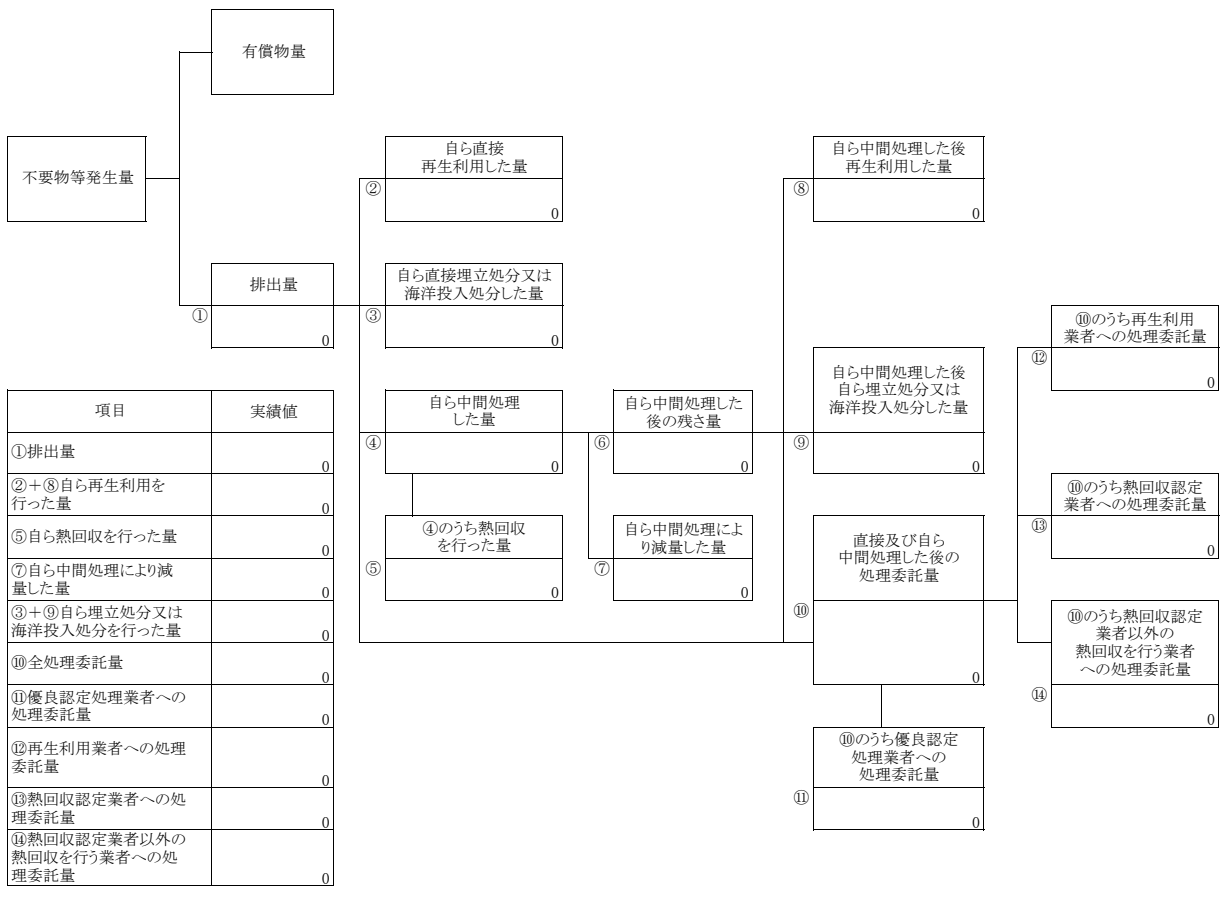 有償物量
不要物等発生量
自ら直接
再生利用した量
②
0
自ら中間処理した後
再生利用した量
⑧
0
排出量
①
0
自ら直接埋立処分又は
海洋投入処分した量
③
0
⑩のうち再生利用
業者への処理委託量
⑫
0
自ら中間処理
した量
④
0
自ら中間処理した
後の残さ量
⑥
0
自ら中間処理した後
自ら埋立処分又は
海洋投入処分した量
⑨
0
⑩のうち熱回収認定
業者への処理委託量
⑬
0
④のうち熱回収
を行った量
⑤
0
自ら中間処理によ
り減量した量
⑦
0
直接及び自ら
中間処理した後の
処理委託量
⑩
0
⑩のうち熱回収認定
業者以外の
熱回収を行う業者
への処理委託量
⑭
0
⑩のうち優良認定
処理業者への
処理委託量
⑪
0
項目 実績値
①排出量
0
②＋⑧自ら再生利用を
行った量
0
⑤自ら熱回収を行った量
0
⑦自ら中間処理により減
量した量
0
③＋⑨自ら埋立処分又は
海洋投入処分を行った量
0
⑩全処理委託量
0
⑪優良認定処理業者への
処理委託量
0
⑫再生利用業者への処理
委託量
0
⑬熱回収認定業者への処
理委託量
0
⑭熱回収認定業者以外の
熱回収を行う業者への処
理委託量
0